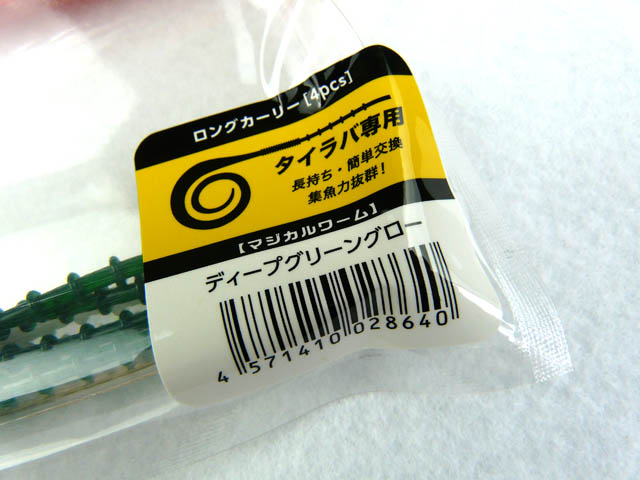 ロングカーリー[4pcs]
タイラバ専用
長持ち・簡単交換
集魚力抜群!
【マジカルワーム】
ディープグリーングロー
4 571410 028640